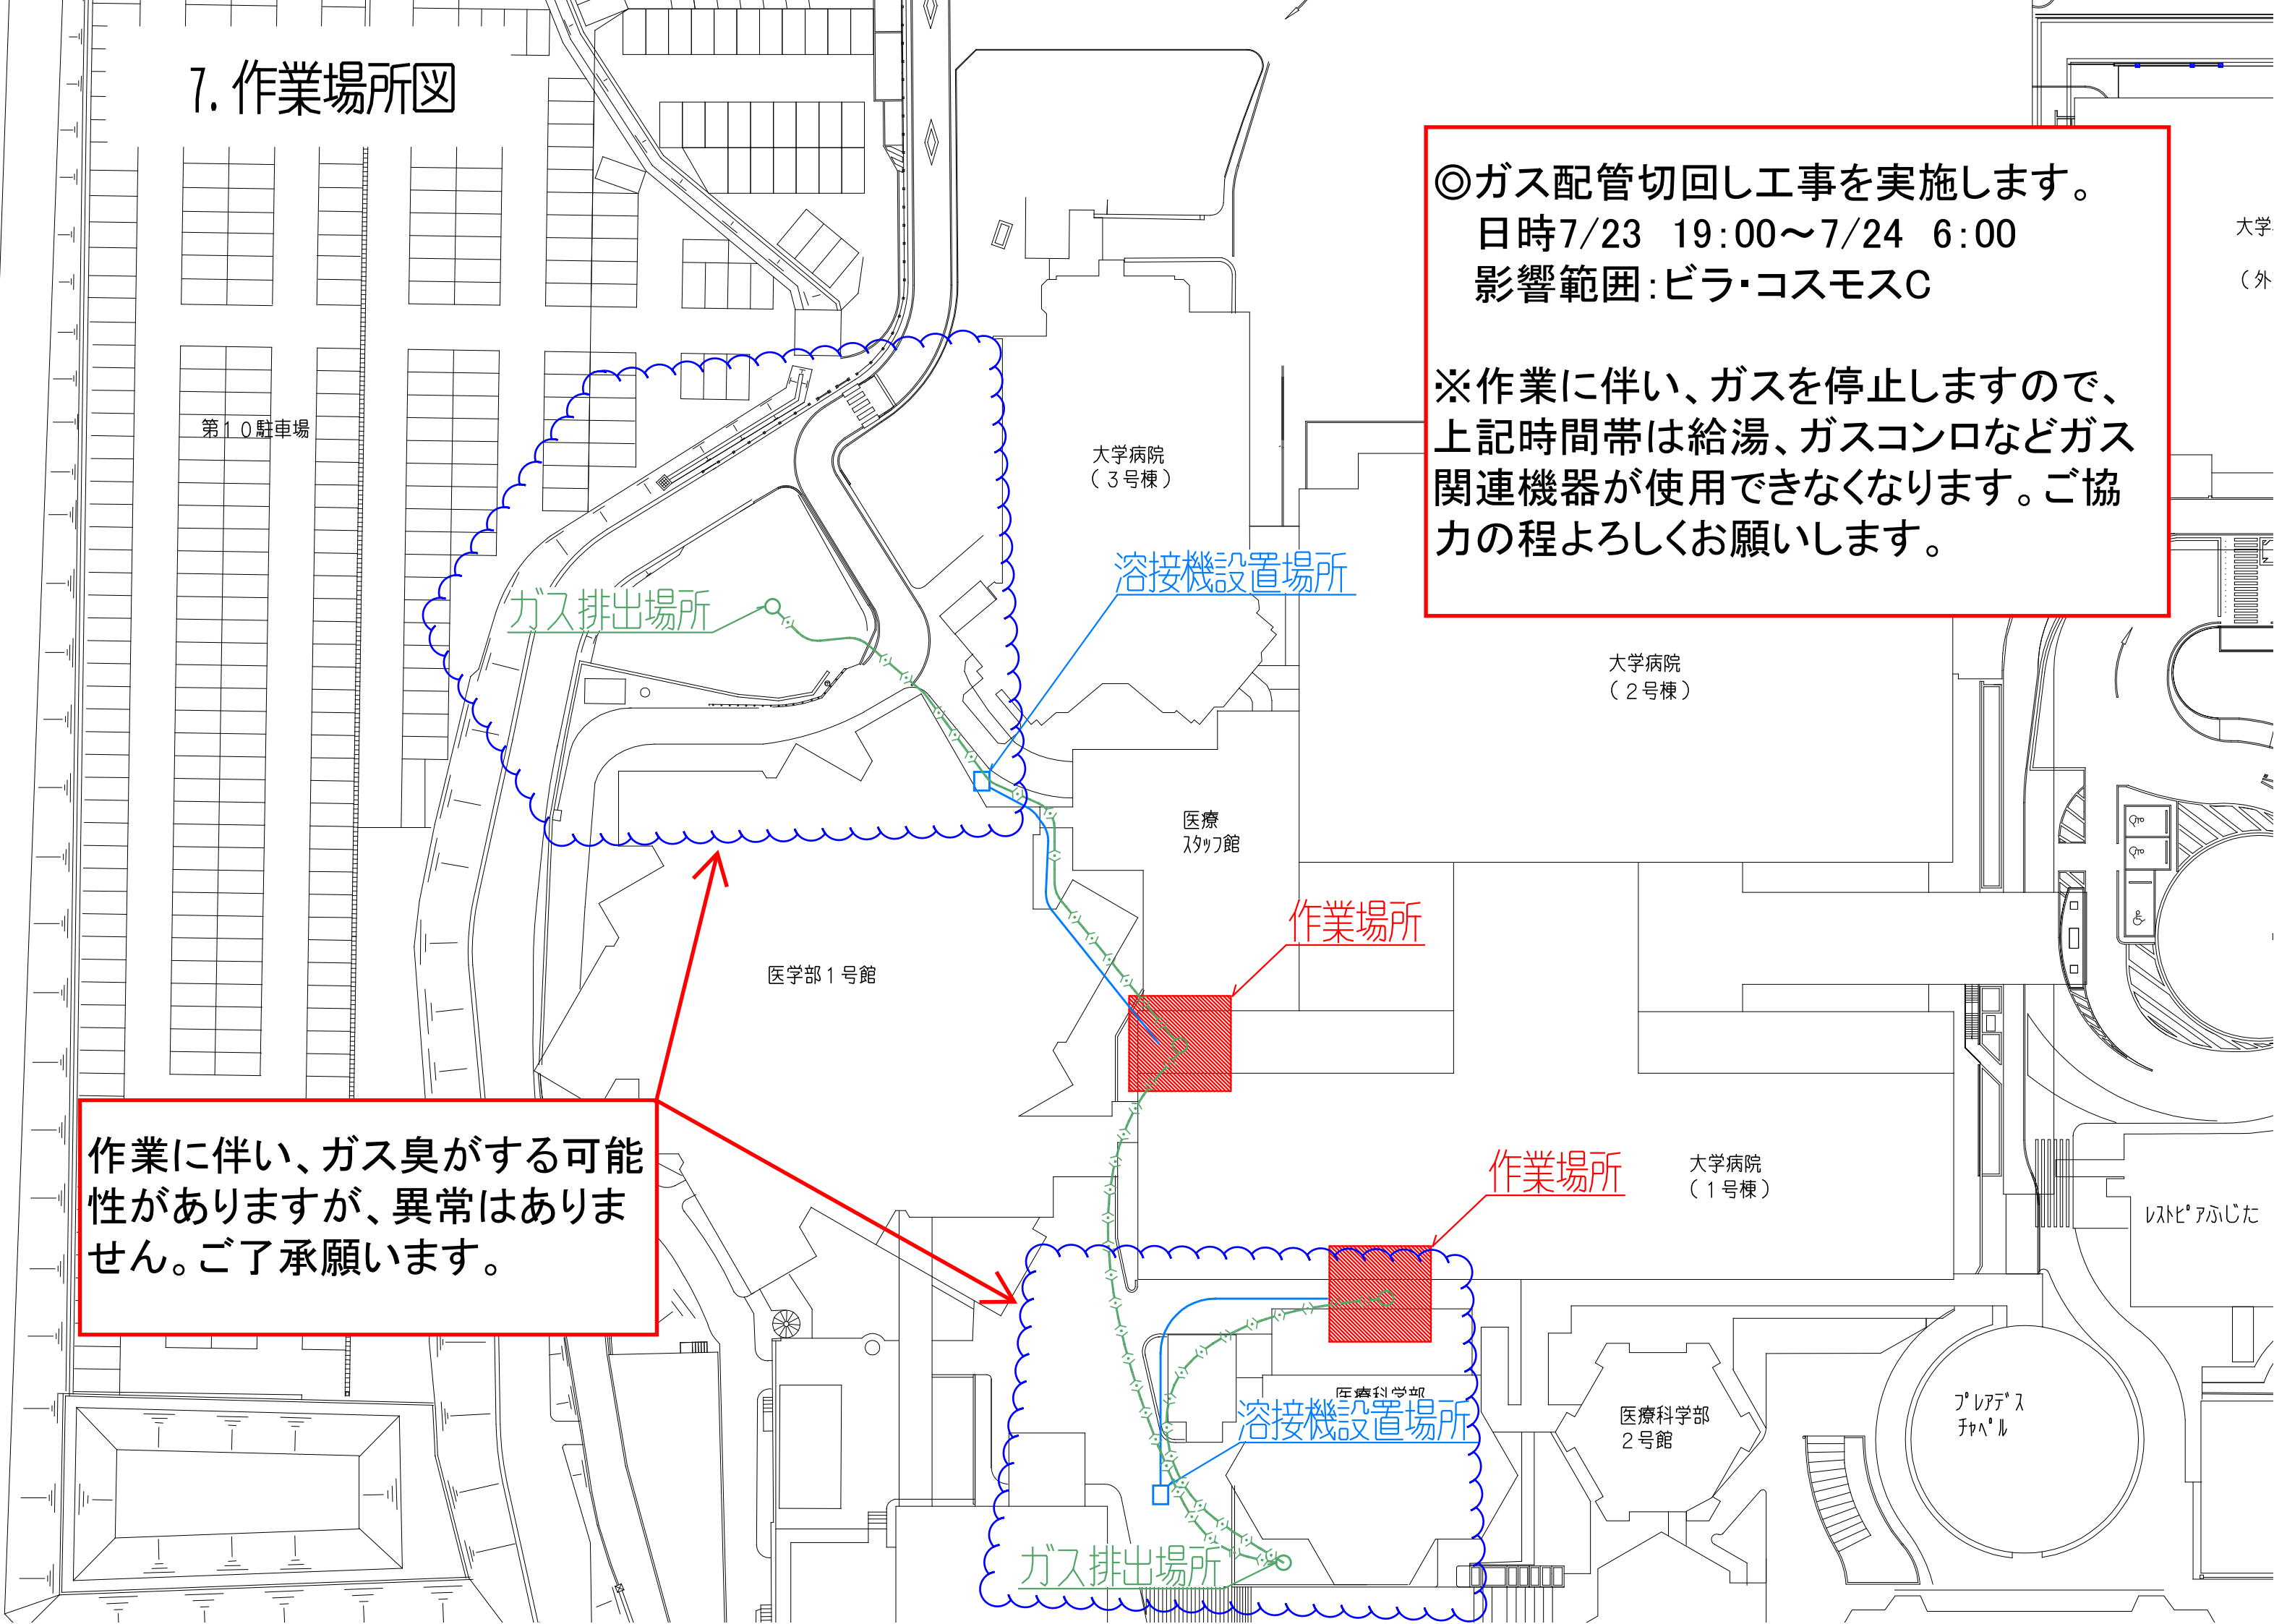 7.作業場所図
◎ガス配管切回し工事を実施します。
日時7/23 19:00～7/24 6:00
影響範囲:ビラ・コスモスC
※作業に伴い、ガスを停止しますので、
上記時間帯は給湯、ガスコンロなどガス
関連機器が使用できなくなります。ご協
力の程よろしくお願いします。
大学
(外
第10駐車場
大学病院
(3号棟)
溶接機設置場所
ガス排出場所
大学病院
(2号棟)
医療
スタッフ館
作業場所
医学部1号館
作業に伴い、ガス臭がする可能
性がありますが、異常はありま
せん。ご了承願います。
作業場所
大学病院
(1号棟)
レストピアふじた
医療科学部
溶接機設置場所
医療科学部
2号館
プレアデス
チャペル
ガス排出場所